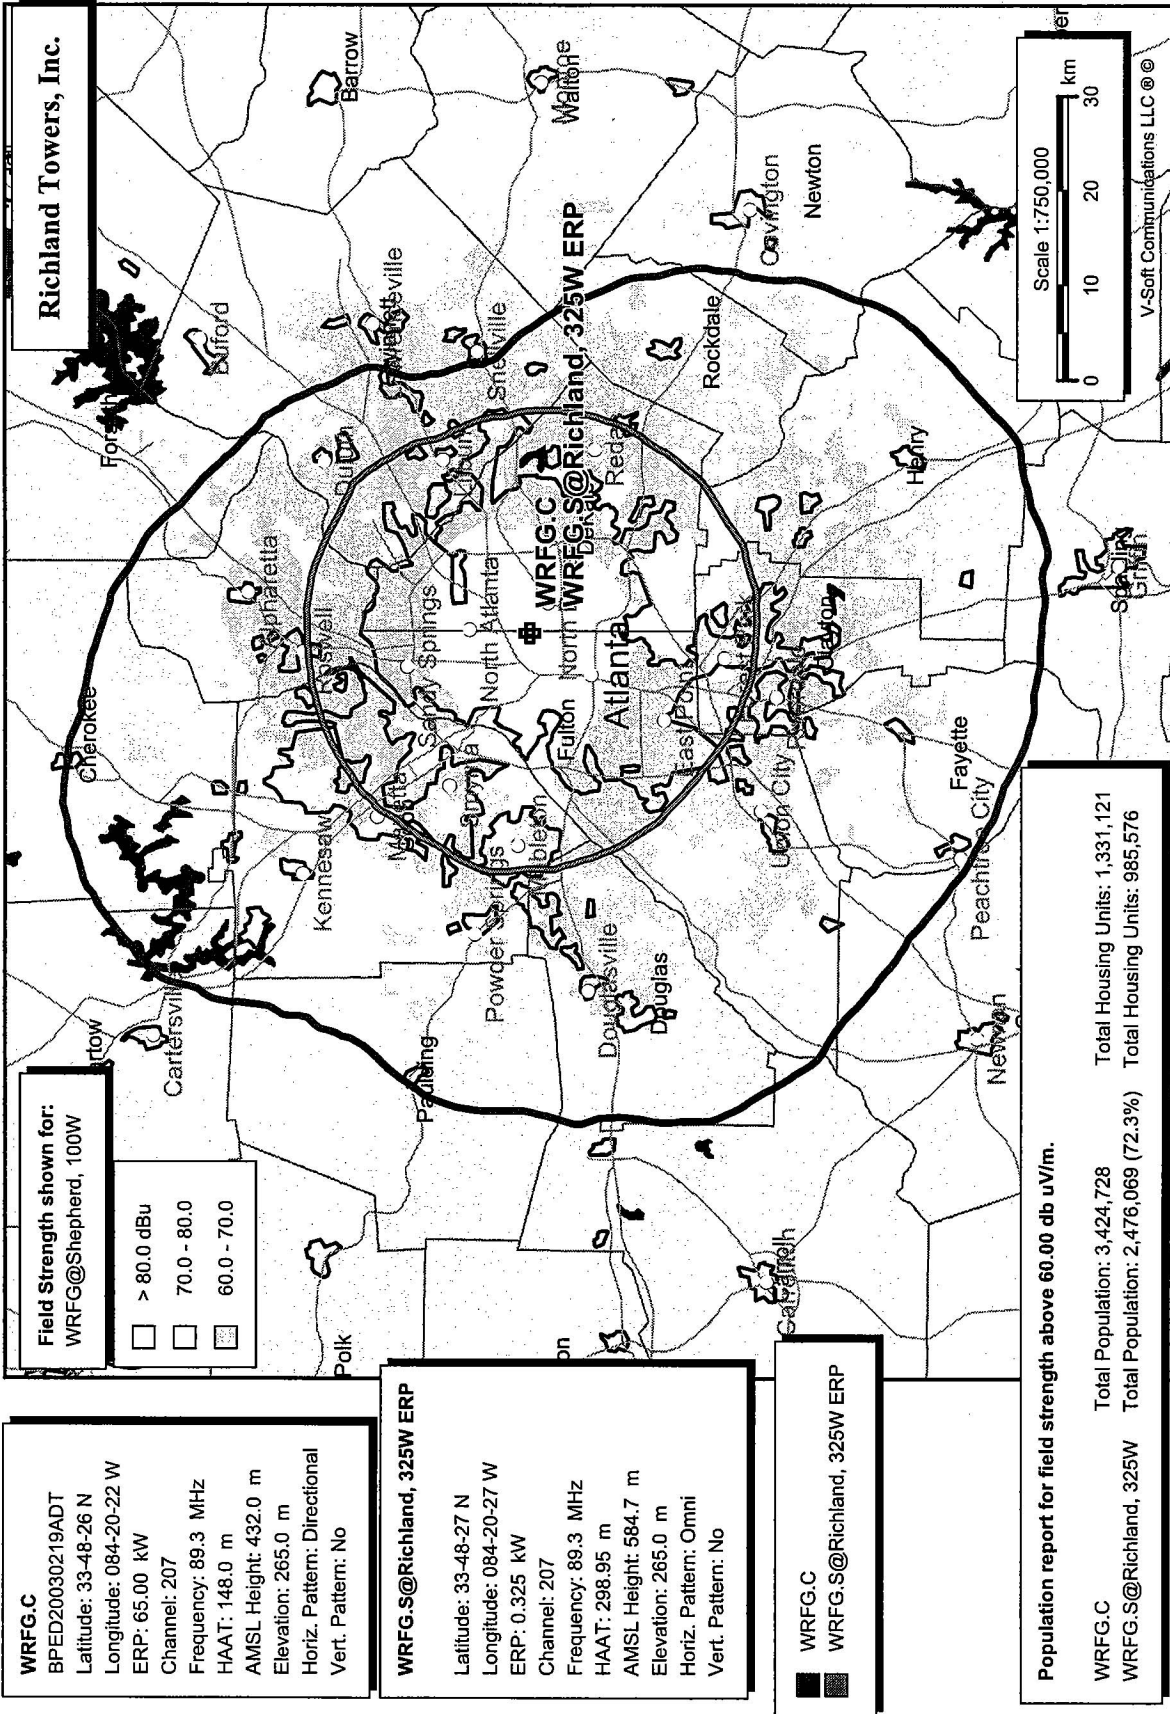 WRFG.C
BPED20030219ADT
Latitude: 33-48-26 N
Longitude: 084-20-22 W
ERP: 65.00 kW
Channel: 207
Frequency: 89.3 MHz
HAAT: 148.0 m
AMSL Height: 432.0 m
Elevation: 265.0 m
Horiz. Pattern: Directional
Vert. Pattern: No
WRFG.S@Richland, 325W ERP
Latitude: 33-48-27 N
Longitude: 084-20-27 W
ERP: 0.325 kW
Channel: 207
Frequency: 89.3 MHz
HAAT: 298.95 m
AMSL Height: 584.7 m
Elevation: 265.0 m
Horiz. Pattern: Omni
Vert. Pattern: No
WRFG.C
WRFG.S@Richland, 325W ERP
Field Strength shown for:
WRFG@Shepherd, 100W
> 80.0 dBu
70.0 - 80.0
60.0 - 70.0
Richland Towers, Inc.
artow
Cartersvill
Cherokee
Buford
Barrow
Alpharetta
Kennesaw
Roswell
Polk
Paulding
Sandy Springs
Snellville
Powder Springs
North Atlanta
WRFG.C
WRFG.S@Richland, 325W ERP
Walton
Fulton
North
Atlanta
Douglasville
Douglas
East Point
Rockdale
Covington
Newton
Union City
Clayton
Henry
Fayette
Peachtree City
Newnan
Griffin
on
Scale 1:750,000
0 10 20 30 km
V-Soft Communications LLC ® ©
Population report for field strength above 60.00 db uV/m.
WRFG.C Total Population: 3,424,728 Total Housing Units: 1,331,121
WRFG.S@Richland, 325W Total Population: 2,476,069 (72.3%) Total Housing Units: 985,576